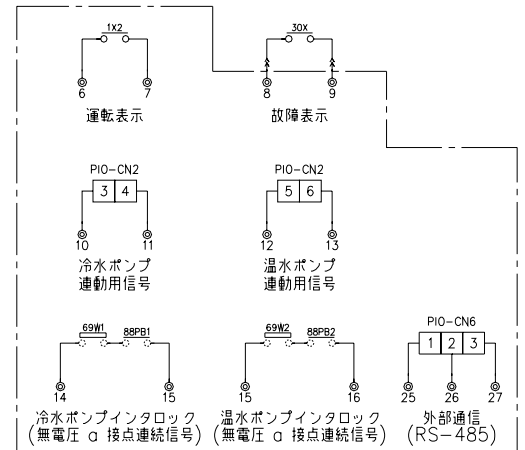 1X2
30X
6
7
8
9
運転表示
故障表示
PIO-CN2
PIO-CN2
3 4
5 6
10
11
12
13
冷水ポンプ
連動用信号
温水ポンプ
連動用信号
69W1
88PB1
69W2
88PB2
PIO-CN6
1 2 3
14
15
15
16
25
26
27
冷水ポンプインタロック
(無電圧 a 接点連続信号)
温水ポンプインタロック
(無電圧 a 接点連続信号)
外部通信
(RS-485)